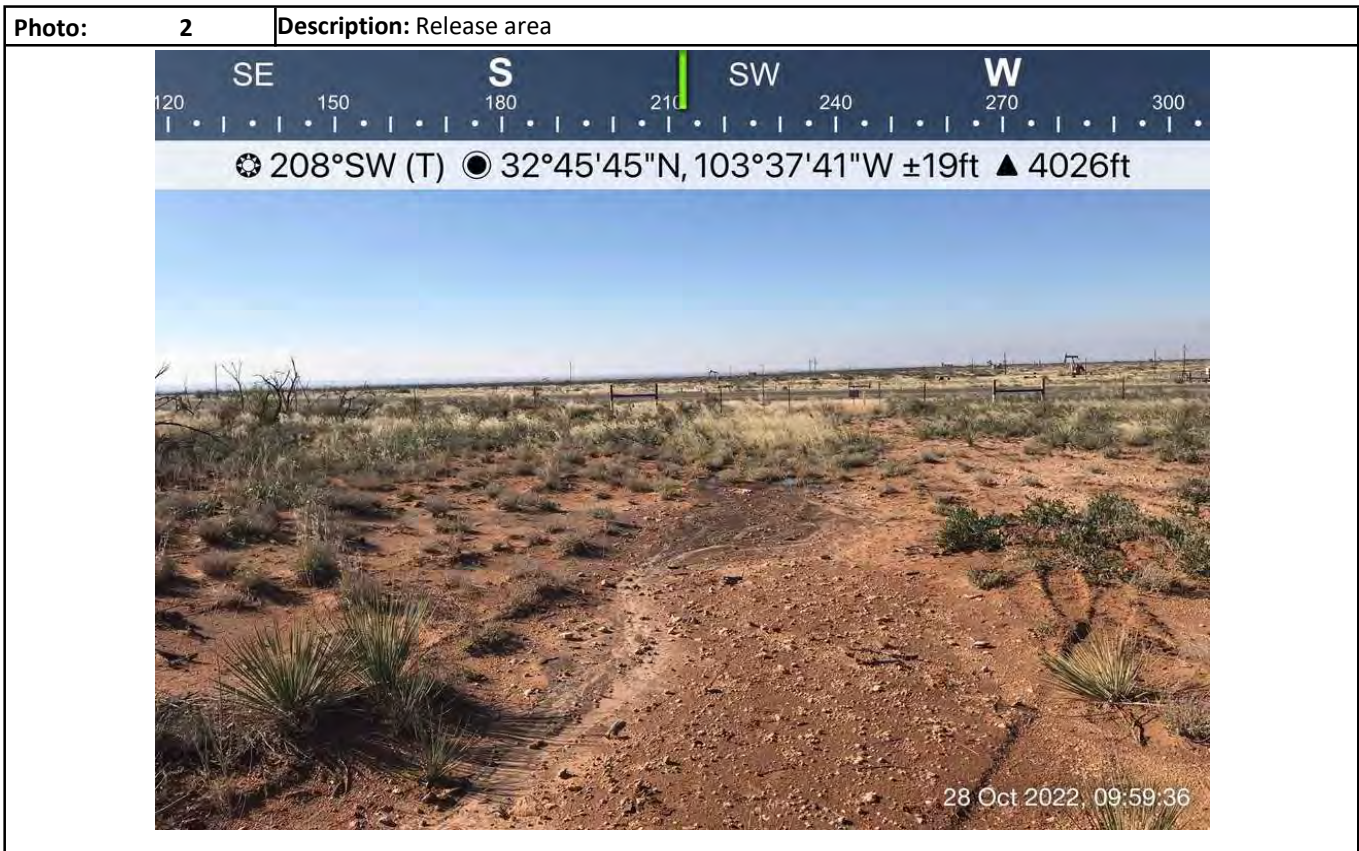 Photo: 2 Description: Release area
SE S SW W
120 150 180 210 240 270 300
208°SW (T) 32°45'45"N, 103°37'41"W ±19ft ▲ 4026ft
28 Oct 2022, 09:59:36